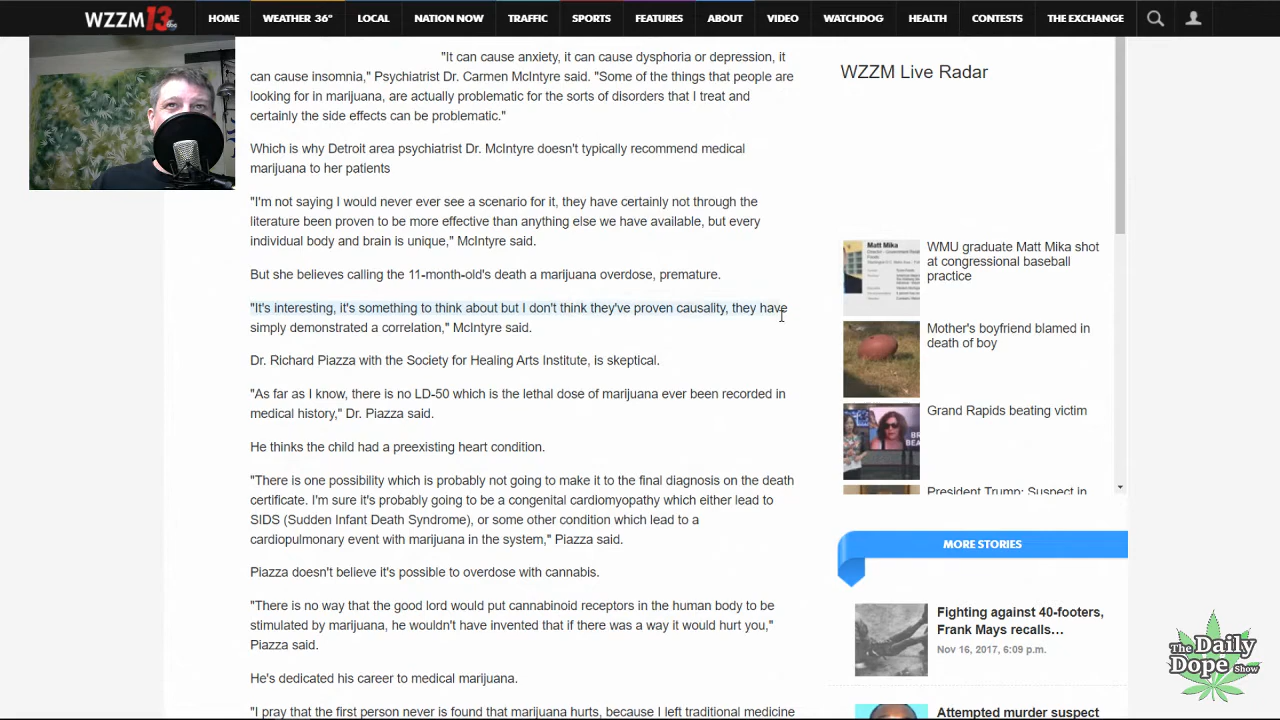 WZZM 13 abc
HOME
WEATHER 36°
LOCAL
NATION NOW
TRAFFIC
SPORTS
FEATURES
ABOUT
VIDEO
WATCHDOG
HEALTH
CONTESTS
THE EXCHANGE
"It can cause anxiety, it can cause dysphoria or depression, it
can cause insomnia," Psychiatrist Dr. Carmen McIntyre said. "Some of the things that people are
looking for in marijuana, are actually problematic for the sorts of disorders that I treat and
certainly the side effects can be problematic."
Which is why Detroit area psychiatrist Dr. McIntyre doesn't typically recommend medical
marijuana to her patients
"I'm not saying I would never ever see a scenario for it, they have certainly not through the
literature been proven to be more effective than anything else we have available, but every
individual body and brain is unique," McIntyre said.
But she believes calling the 11-month-old's death a marijuana overdose, premature.
"It's interesting, it's something to think about but I don't think they've proven causality, they have
simply demonstrated a correlation," McIntyre said.
Dr. Richard Piazza with the Society for Healing Arts Institute, is skeptical.
"As far as I know, there is no LD-50 which is the lethal dose of marijuana ever been recorded in
medical history," Dr. Piazza said.
He thinks the child had a preexisting heart condition.
"There is one possibility which is probably not going to make it to the final diagnosis on the death
certificate. I'm sure it's probably going to be a congenital cardiomyopathy which either lead to
SIDS (Sudden Infant Death Syndrome), or some other condition which lead to a
cardiopulmonary event with marijuana in the system," Piazza said.
Piazza doesn't believe it's possible to overdose with cannabis.
"There is no way that the good lord would put cannabinoid receptors in the human body to be
stimulated by marijuana, he wouldn't have invented that if there was a way it would hurt you,"
Piazza said.
He's dedicated his career to medical marijuana.
"I pray that the first person never is found that marijuana hurts, because I left traditional medicine
WZZM Live Radar
Matt Mika
WMU graduate Matt Mika shot
at congressional baseball
practice
Mother's boyfriend blamed in
death of boy
Grand Rapids beating victim
President Trump: Suspect in
MORE STORIES
Fighting against 40-footers,
Frank Mays recalls…
Nov 16, 2017, 6:09 p.m.
Attempted murder suspect
The Daily
Dope Show